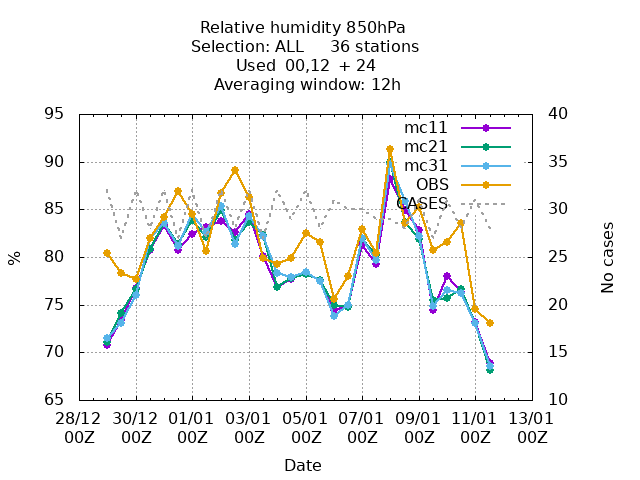 Relative humidity 850hPa
Selection: ALL 36 stations
Used 00,12 + 24
Averaging window: 12h
95 40
mc11
mc21
90 35
mc31
OBS
CASES
85 30
80 25
%
No cases
75 20
70 15
65 10
28/12 30/12 01/01 03/01 05/01 07/01 09/01 11/01 13/01
00Z 00Z 00Z 00Z 00Z 00Z 00Z 00Z 00Z
Date